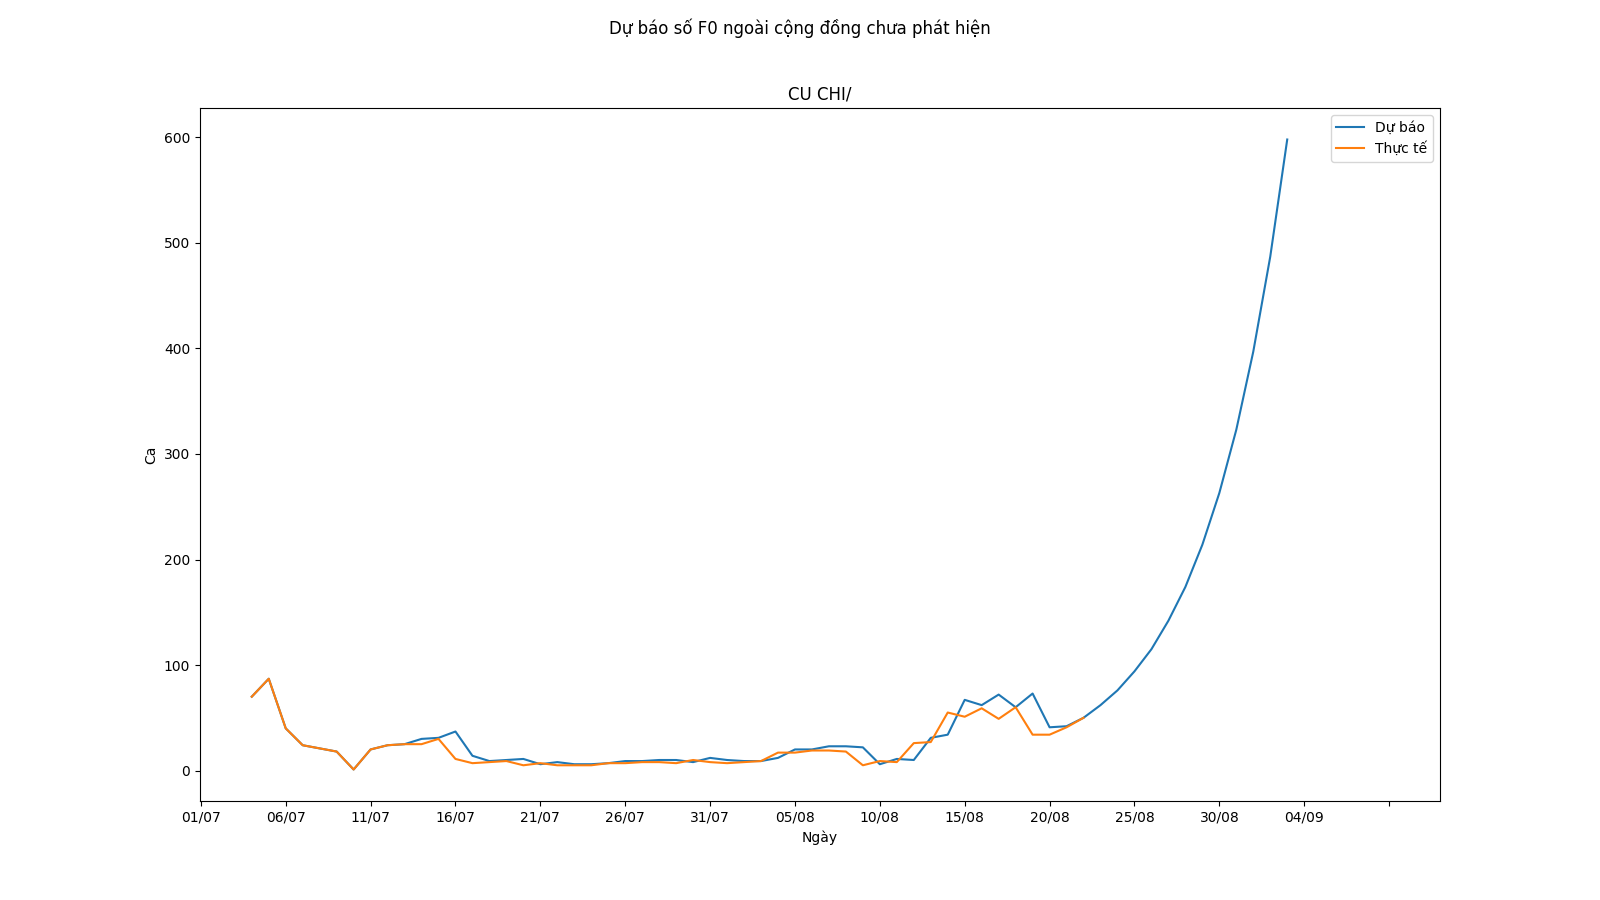 Dự báo số F0 ngoài cộng đồng chưa phát hiện
CU CHI/
Dự báo
Thực tế
600
500
400
300
200
100
0
Ca
01/07 06/07 11/07 16/07 21/07 26/07 31/07 05/08 10/08 15/08 20/08 25/08 30/08 04/09
Ngày